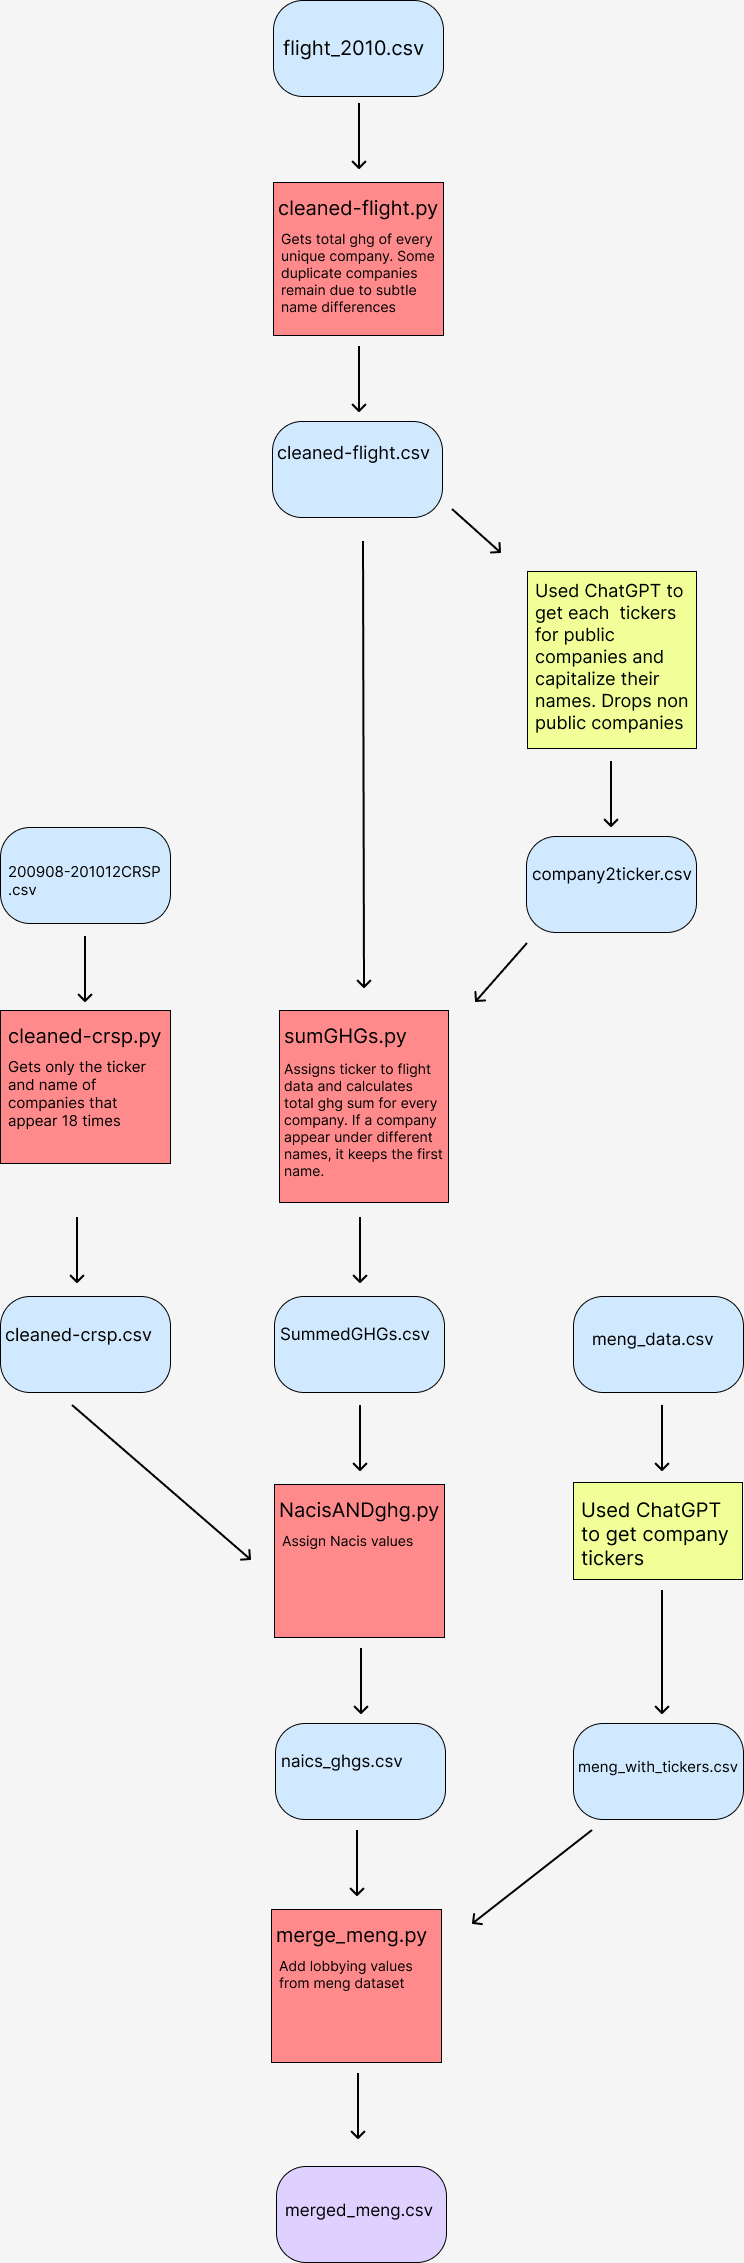 flight_2010.csv
cleaned-flight.py
Gets total ghg of every
unique company. Some
duplicate companies
remain due to subtle
name differences
cleaned-flight.csv
Used ChatGPT to
get each  tickers
for public
companies and
capitalize their
names. Drops non
public companies
200908-201012CRSP
.csv
company2ticker.csv
cleaned-crsp.py
Gets only the ticker
and name of
companies that
appear 18 times
sumGHGs.py
Assigns ticker to flight
data and calculates
total ghg sum for every
company. If a company
appear under different
names, it keeps the first
name.
cleaned-crsp.csv
SummedGHGs.csv
meng_data.csv
NacisANDghg.py
Assign Nacis values
Used ChatGPT
to get company
tickers
naics_ghgs.csv
meng_with_tickers.csv
merge_meng.py
Add lobbying values
from meng dataset
merged_meng.csv